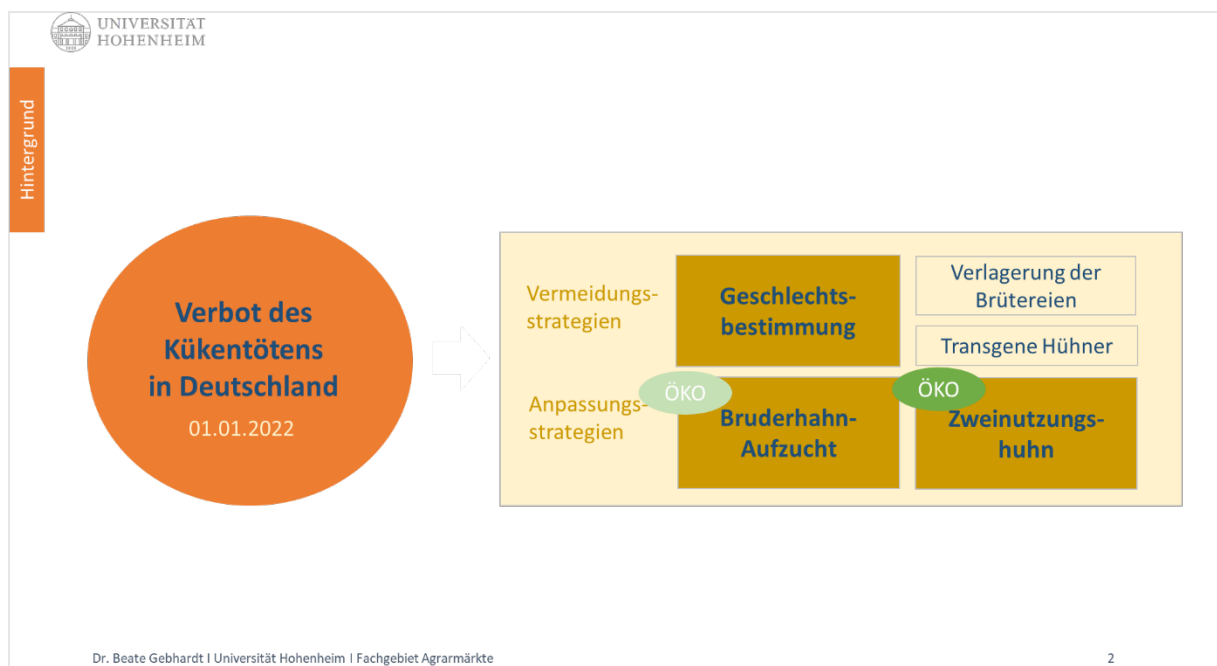 UNIVERSITÄT
HOHENHEIM
Hintergrund
Verbot des
Kükentötens
in Deutschland
01.01.2022
Vermeidungs-
strategien
Geschlechts-
bestimmung
Verlagerung der
Brütereien
Transgene Hühner
Anpassungs-
strategien
ÖKO
Bruderhahn-
Aufzucht
ÖKO
Zweinutzungs-
huhn
Dr. Beate Gebhardt I Universität Hohenheim I Fachgebiet Agrarmärkte
2